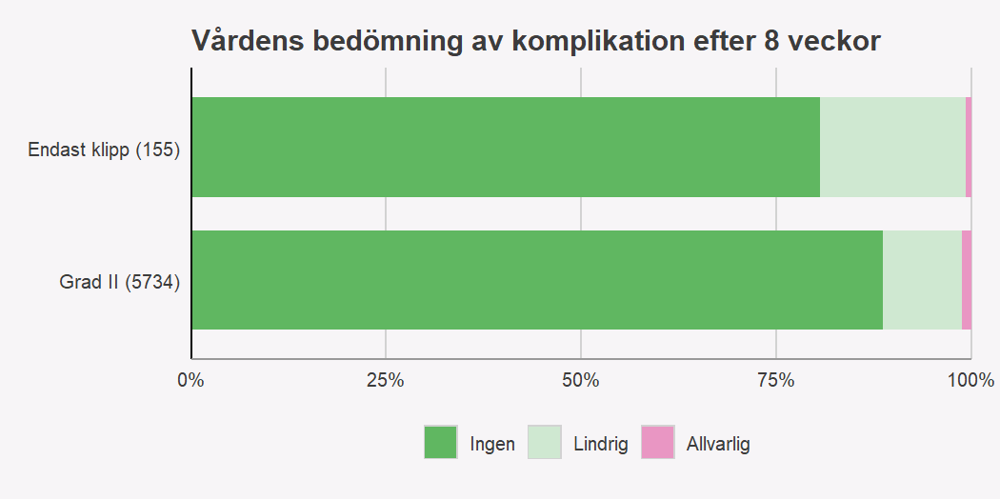 Vårdens bedömning av komplikation efter 8 veckor
Endast klipp (155)
Grad II (5734)
0% 25% 50% 75% 100%
Ingen Lindrig Allvarlig